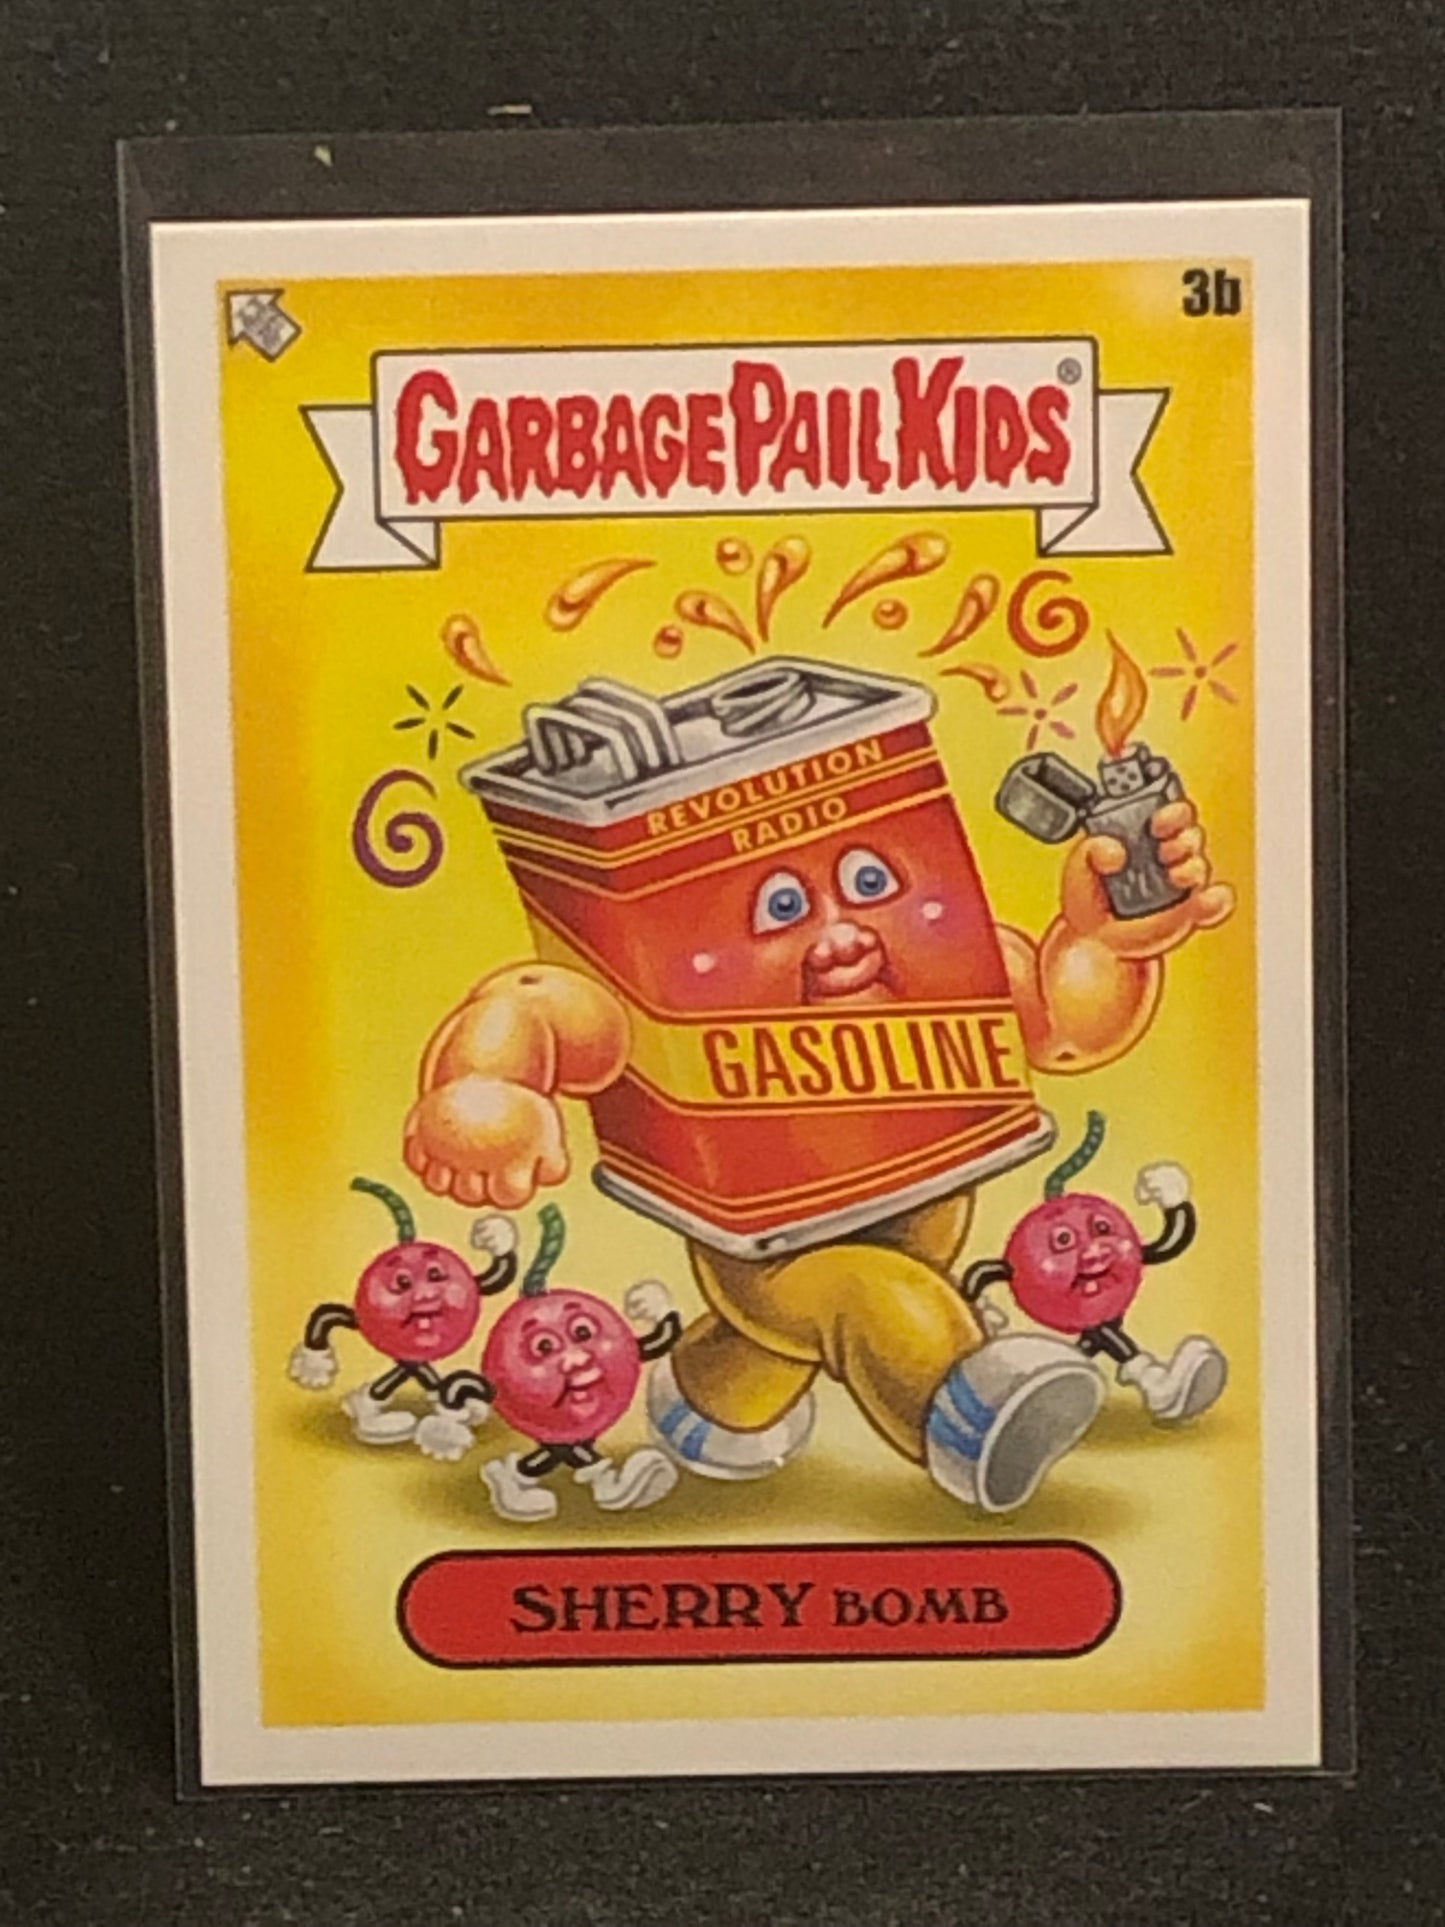 3b
GARBAGE PAIL KIDS®
REVOLUTION
RADIO
GASOLINE
SHERRY BOMB